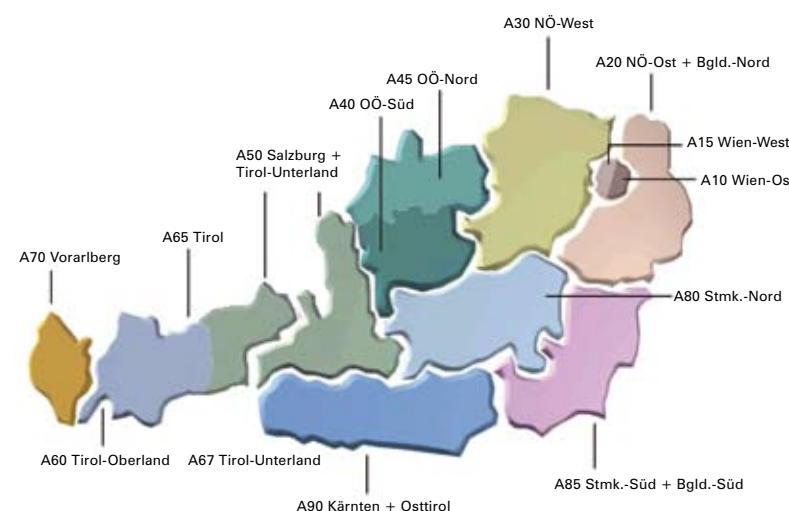 A30 NÖ-West
A20 NÖ-Ost + Bgld.-Nord
A45 OÖ-Nord
A40 OÖ-Süd
A15 Wien-West
A50 Salzburg +
Tirol-Unterland
A10 Wien-Os
A65 Tirol
A70 Vorarlberg
A80 Stmk.-Nord
A60 Tirol-Oberland
A67 Tirol-Unterland
A85 Stmk.-Süd + Bgld.-Süd
A90 Kärnten + Osttirol